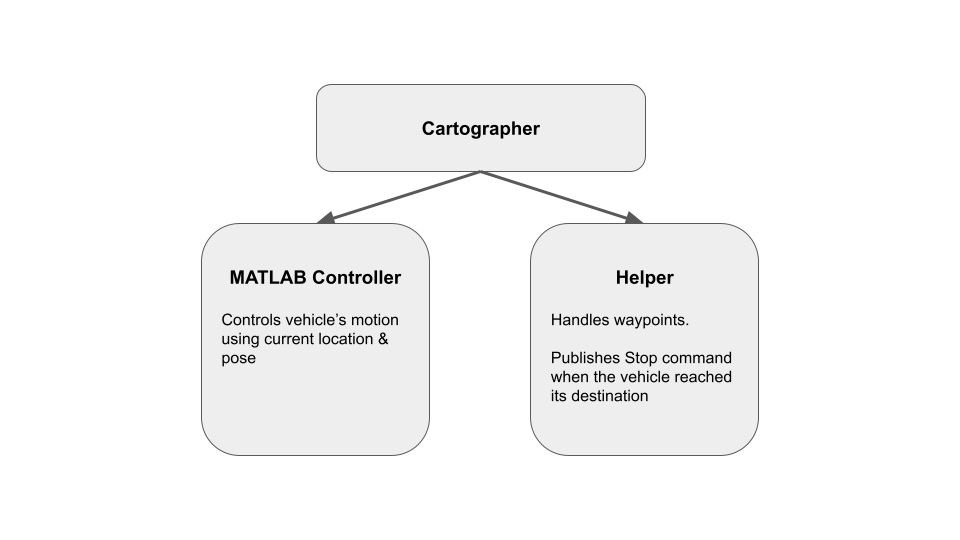 Cartographer
MATLAB Controller
Controls vehicle’s motion
using current location &
pose
Helper
Handles waypoints.
Publishes Stop command
when the vehicle reached
its destination